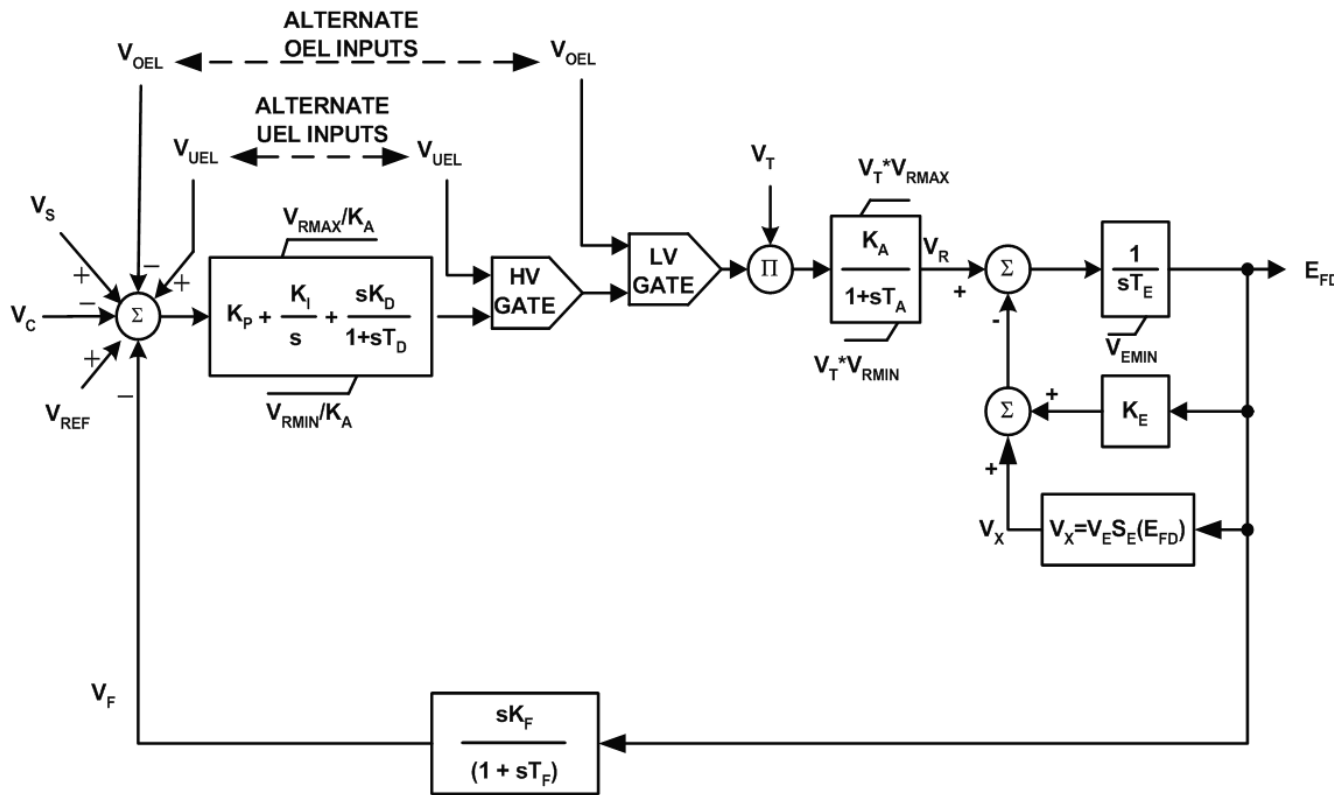 ALTERNATE
OEL INPUTS
V_OEL
V_OEL
ALTERNATE
UEL INPUTS
V_UEL
V_UEL
V_T
V_T*V_RMAX
V_S
V_RMAX/K_A
+
−
+
−
V_C
Σ
+
−
K_P + K_I/s + sK_D/(1+sT_D)
HV
GATE
LV
GATE
Π
K_A/(1+sT_A)
V_R
+
Σ
-
1/(sT_E)
E_FD
V_REF
V_RMIN/K_A
V_T*V_RMIN
V_EMIN
Σ
+
K_E
+
V_X
V_X=V_E S_E(E_FD)
V_F
sK_F/(1 + sT_F)